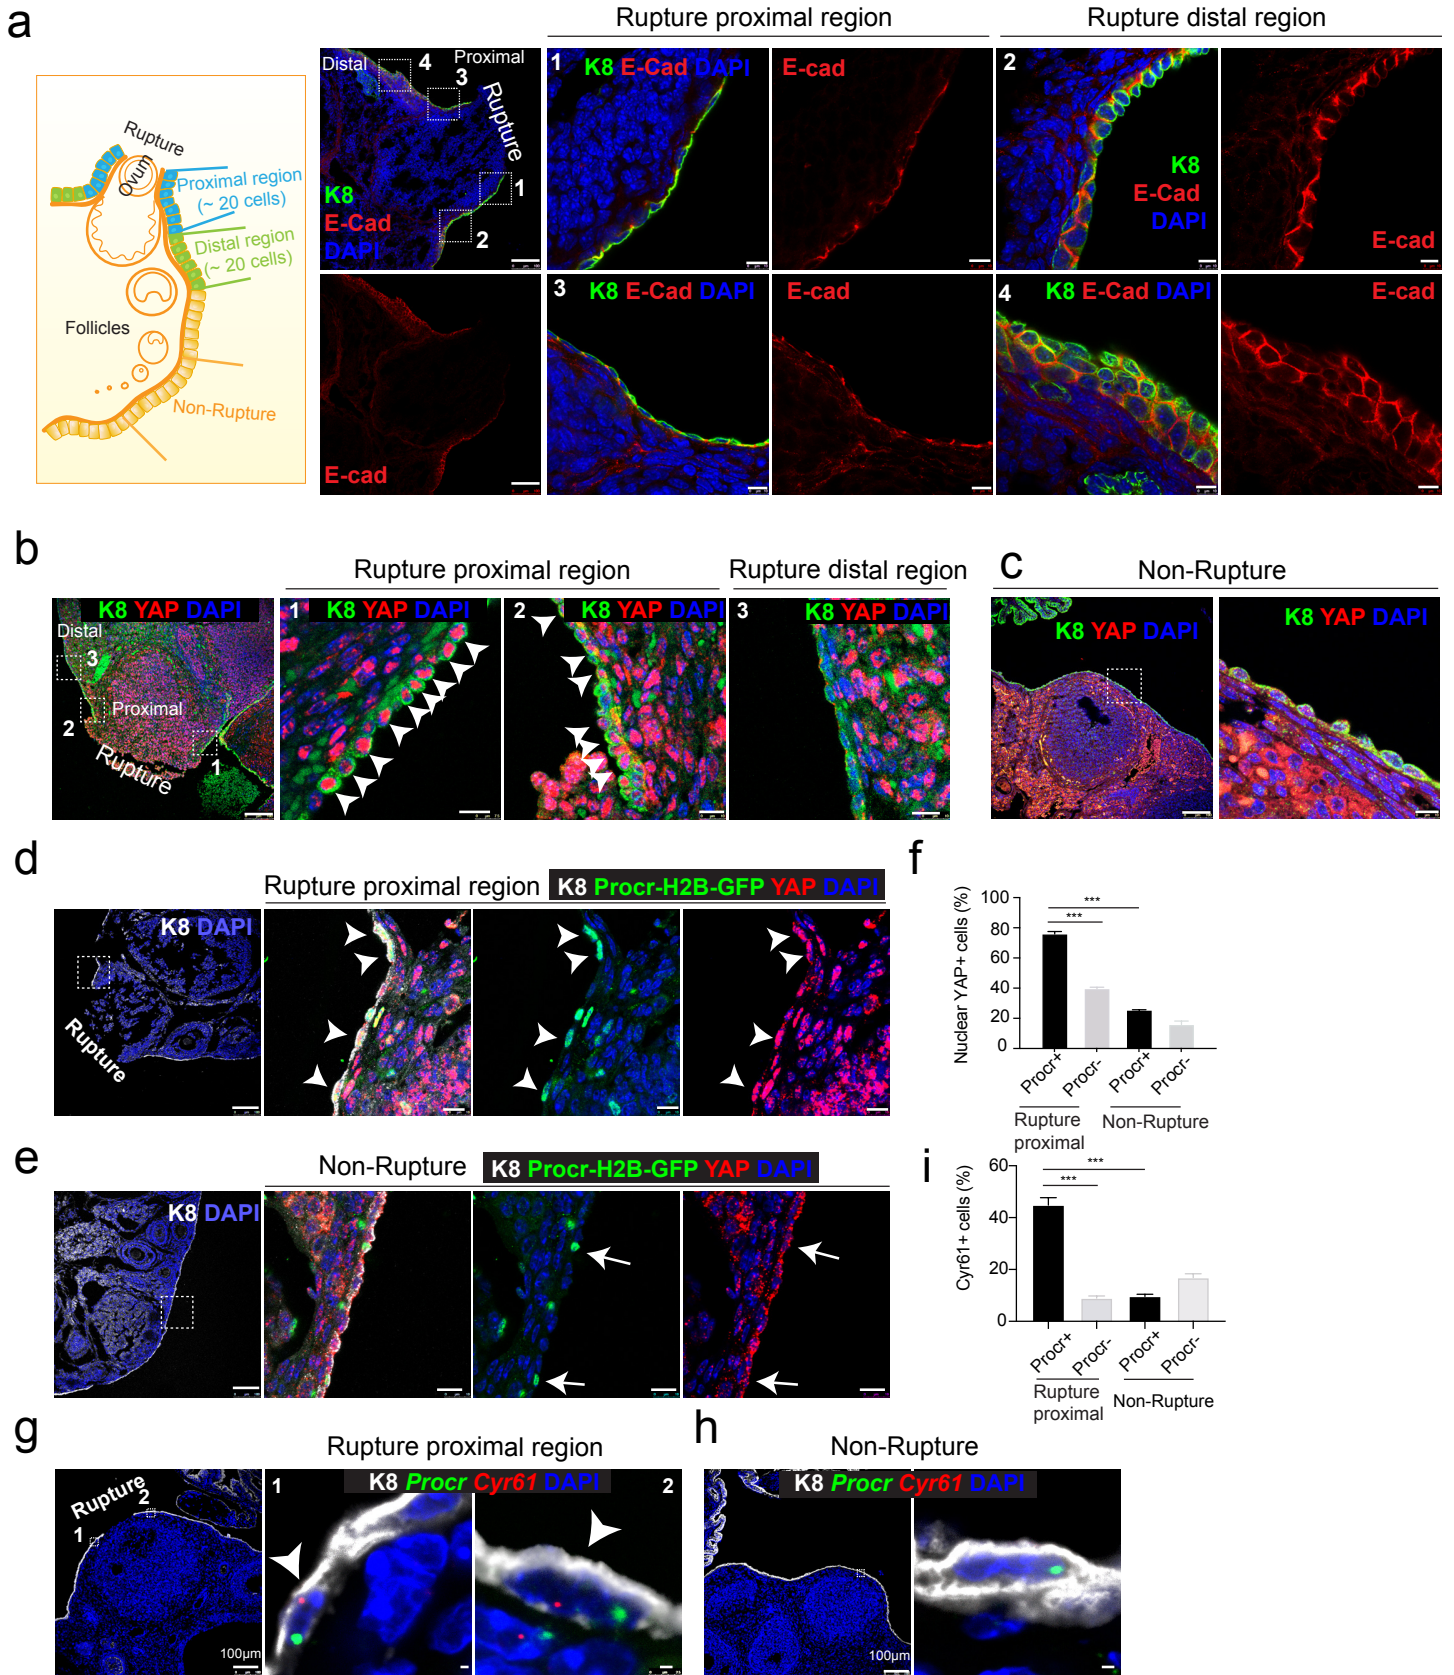 a
Rupture proximal region
Rupture distal region
Rupture
Ovum
Proximal region
(~ 20 cells)
Distal region
(~ 20 cells)
Follicles
Non-Rupture
Distal
4
Proximal
3
Rupture
1
2
K8
E-Cad
DAPI
E-cad
1
K8 E-Cad DAPI
E-cad
2
K8
E-Cad
DAPI
E-cad
3
K8 E-Cad DAPI
E-cad
4
K8 E-Cad DAPI
E-cad
b
Rupture proximal region
Rupture distal region
K8 YAP DAPI
Distal
3
2
Proximal
Rupture
1
1
K8 YAP DAPI
2
K8 YAP DAPI
3
K8 YAP DAPI
c
Non-Rupture
K8 YAP DAPI
K8 YAP DAPI
d
Rupture proximal region
K8 Procr-H2B-GFP YAP DAPI
K8 DAPI
Rupture
e
Non-Rupture
K8 Procr-H2B-GFP YAP DAPI
K8 DAPI
f
Nuclear YAP+ cells (%)
100
80
60
40
20
0
***
***
Procr+
Procr-
Procr+
Procr-
Rupture
proximal
Non-Rupture
i
Cyr61+ cells (%)
60
40
20
0
***
***
Procr+
Procr-
Procr+
Procr-
Rupture
proximal
Non-Rupture
g
Rupture proximal region
K8 Procr Cyr61 DAPI
Rupture
2
1
100μm
1
2
h
Non-Rupture
K8 Procr Cyr61 DAPI
100μm